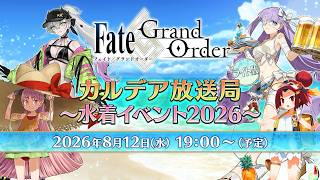 Fate
フェイト/グランドオーダー
Grand Order
カルデア放送局
～水着イベント2026～
2026年8月12日(水) 19:00～(予定)